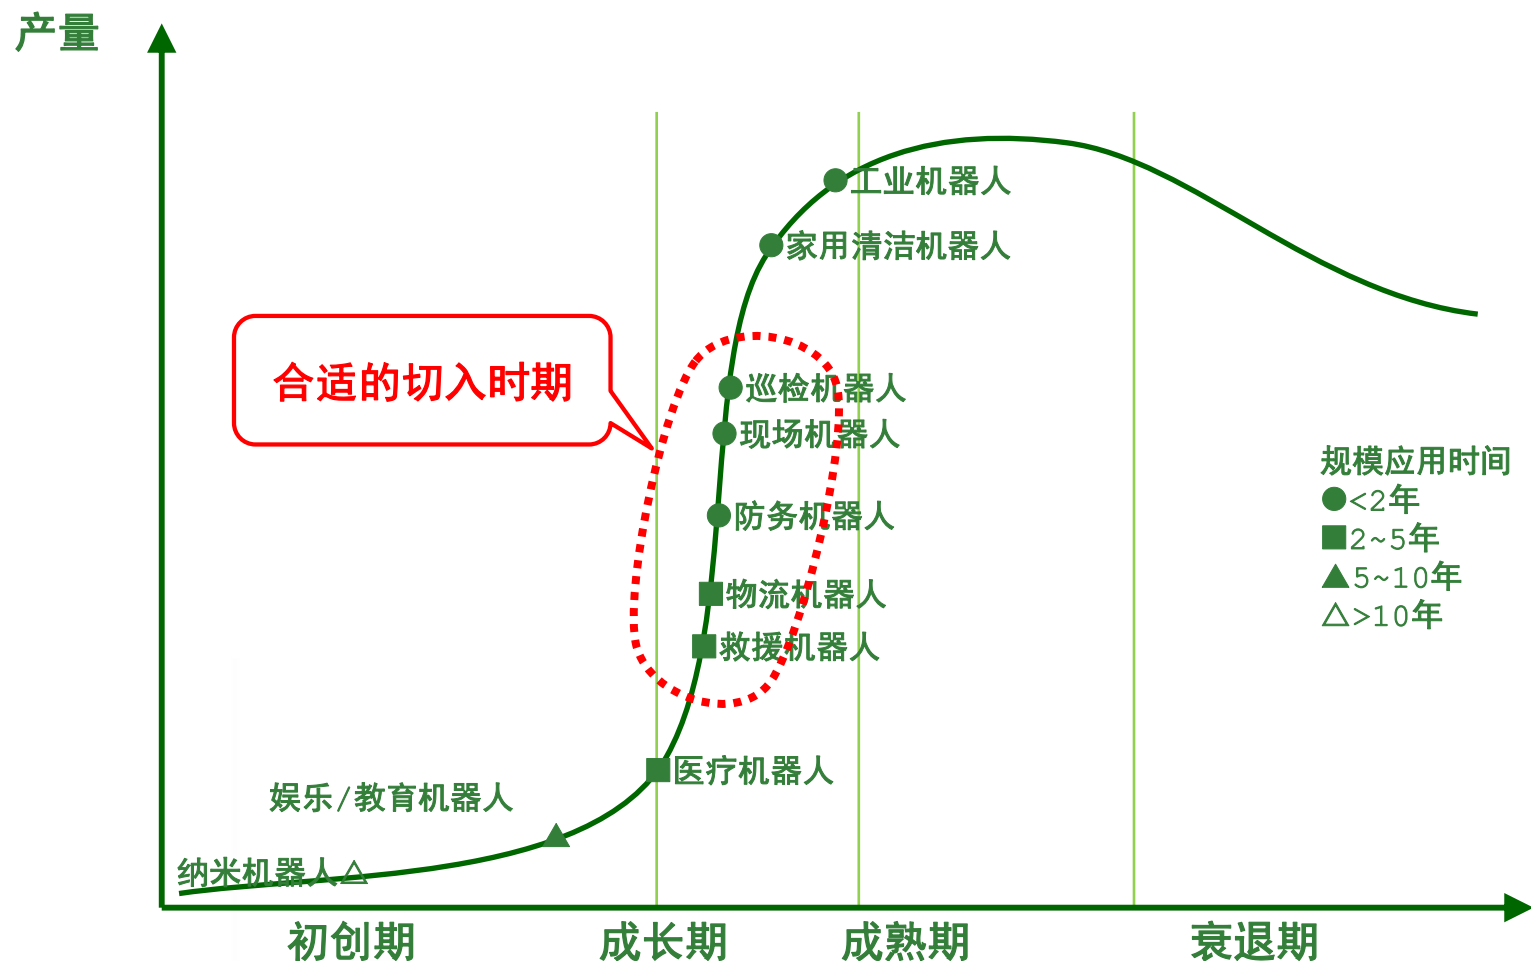 产量
工业机器人
家用清洁机器人
合适的切入时期
巡检机器人
现场机器人
防务机器人
物流机器人
救援机器人
医疗机器人
娱乐/教育机器人
纳米机器人
规模应用时间
<2年
2~5年
5~10年
>10年
初创期
成长期
成熟期
衰退期